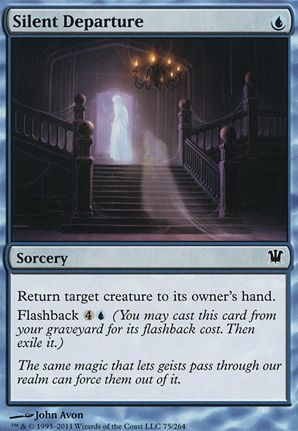 Silent Departure
Sorcery
Return target creature to its owner's hand.
Flashback 4 (You may cast this card from
your graveyard for its flashback cost. Then
exile it.)
The same magic that lets geists pass through our
realm can force them out of it.
John Avon
™ & © 1993–2011 Wizards of the Coast LLC 75/264